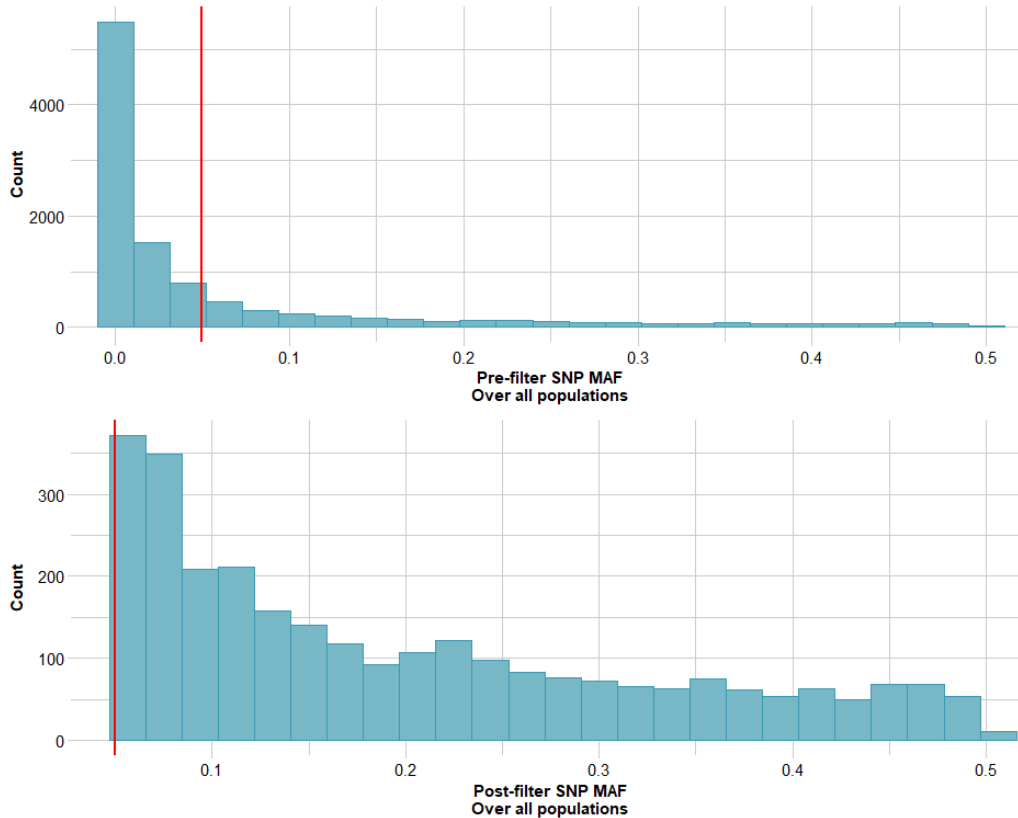 Count
4000
2000
0
0.0 0.1 0.2 0.3 0.4 0.5
Pre-filter SNP MAF
Over all populations
Count
300
200
100
0
0.1 0.2 0.3 0.4 0.5
Post-filter SNP MAF
Over all populations